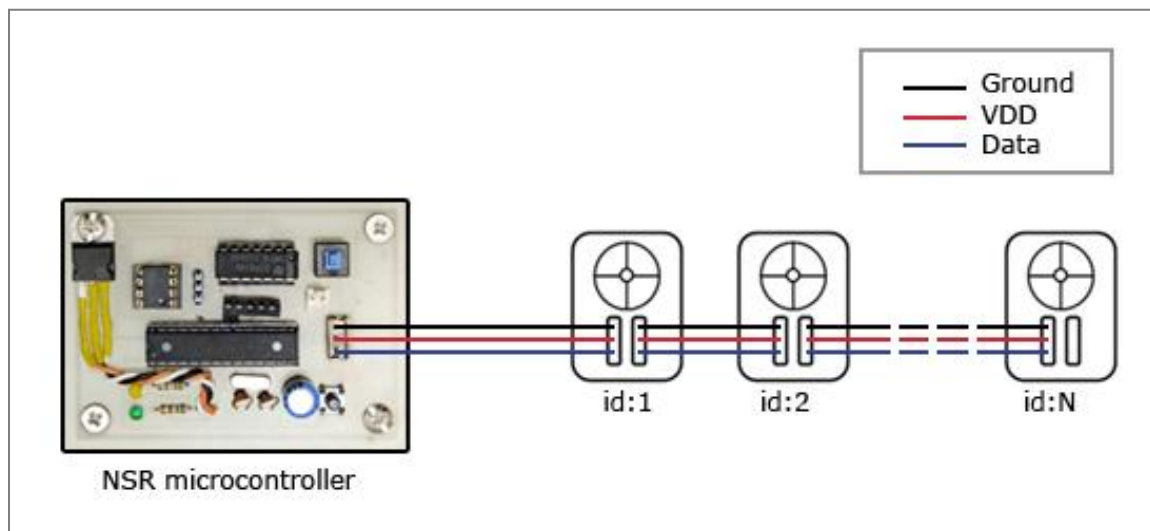 Ground
VDD
Data
id:1
id:2
id:N
NSR microcontroller